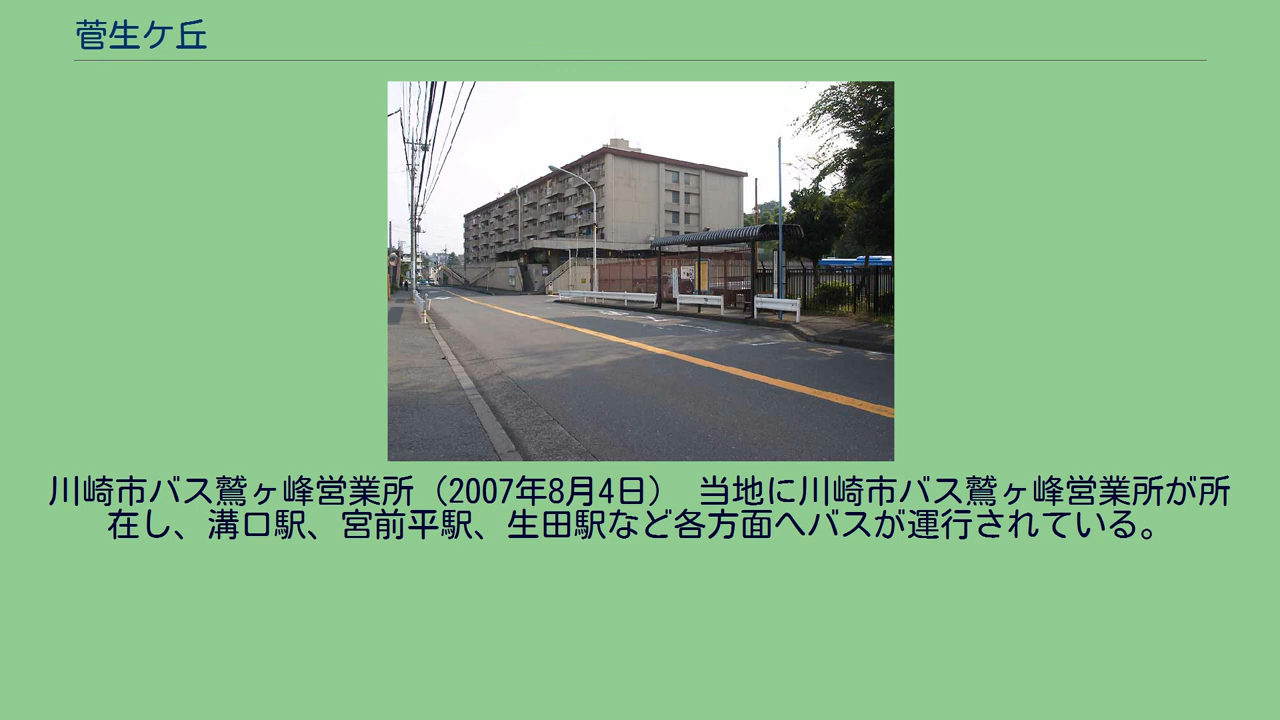 菅生ケ丘
川崎市バス鷲ヶ峰営業所（2007年8月4日） 当地に川崎市バス鷲ヶ峰営業所が所
在し、溝口駅、宮前平駅、生田駅など各方面へバスが運行されている。